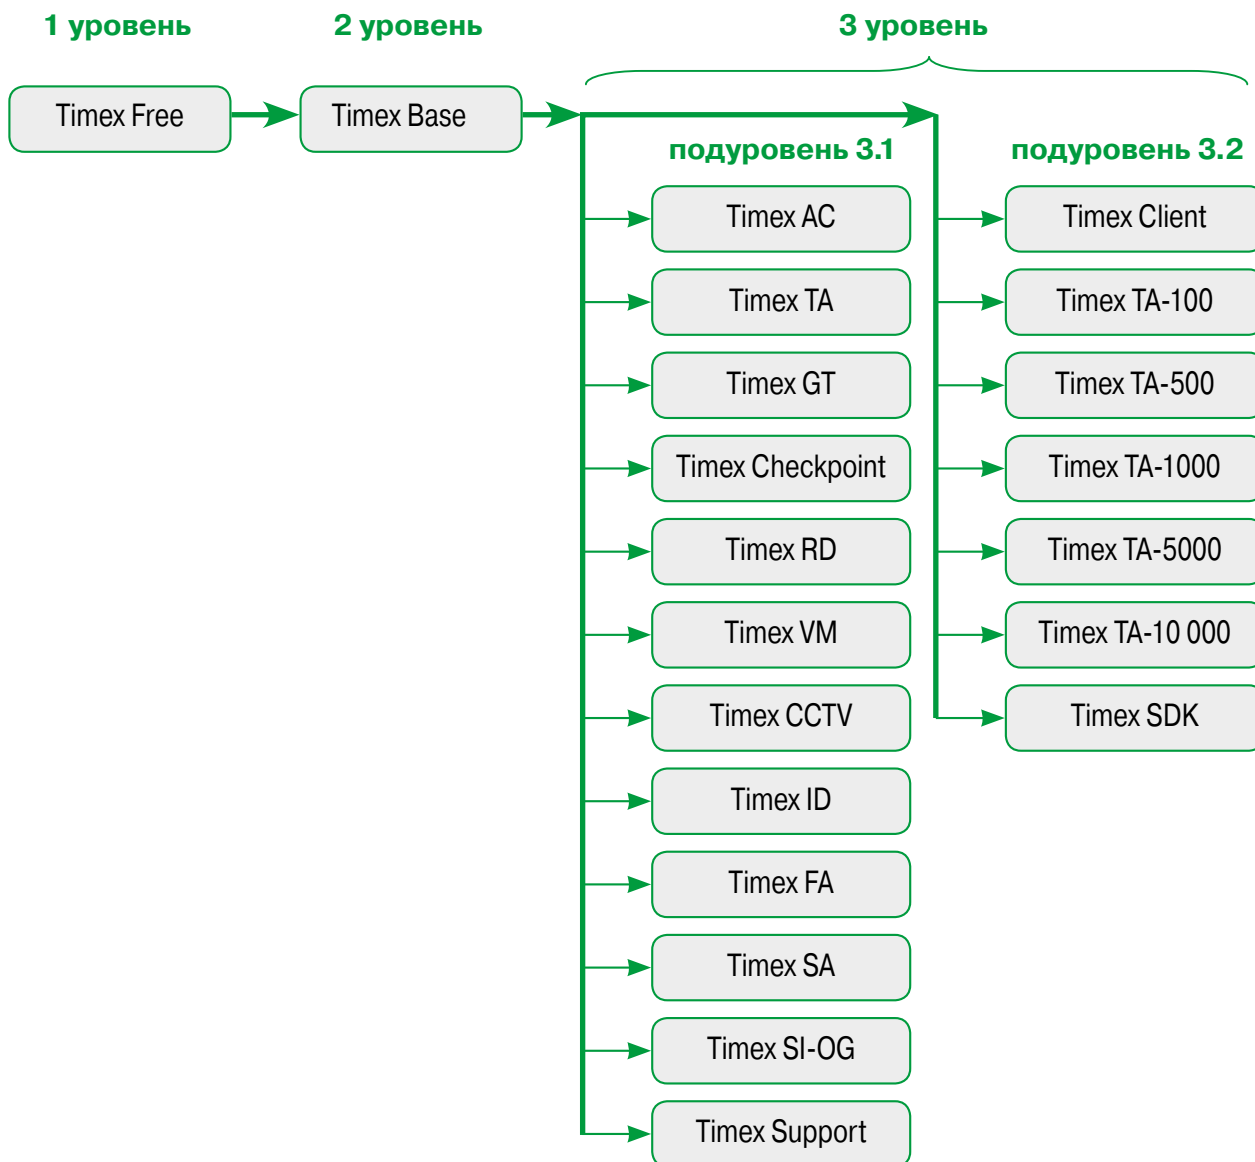 1 уровень
2 уровень
3 уровень
Timex Free
Timex Base
подуровень 3.1
подуровень 3.2
Timex AC
Timex Client
Timex TA
Timex TA-100
Timex GT
Timex TA-500
Timex Checkpoint
Timex TA-1000
Timex RD
Timex TA-5000
Timex VM
Timex TA-10 000
Timex CCTV
Timex SDK
Timex ID
Timex FA
Timex SA
Timex SI-OG
Timex Support